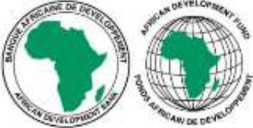 BANQUE AFRICAINE DE DEVELOPPEMENT
AFRICAN DEVELOPMENT BANK
AFRICAN DEVELOPMENT FUND
FONDS AFRICAIN DE DEVELOPPEMENT